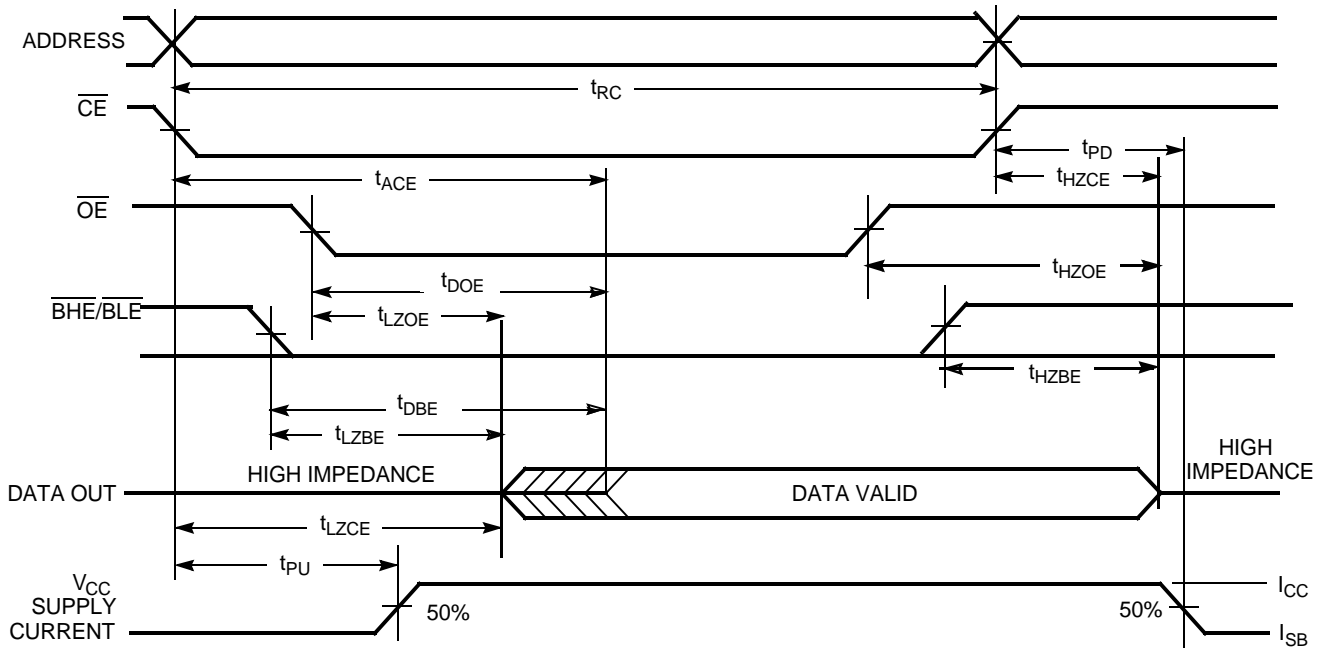 ADDRESS
tRC
CE
tPD
tACE
tHZCE
OE
tHZOE
tDOE
BHE/BLE
tLZOE
tHZBE
tDBE
tLZBE
HIGH IMPEDANCE
HIGH
IMPEDANCE
DATA OUT
DATA VALID
tLZCE
tPU
VCC
SUPPLY
CURRENT
50%
50%
ICC
ISB